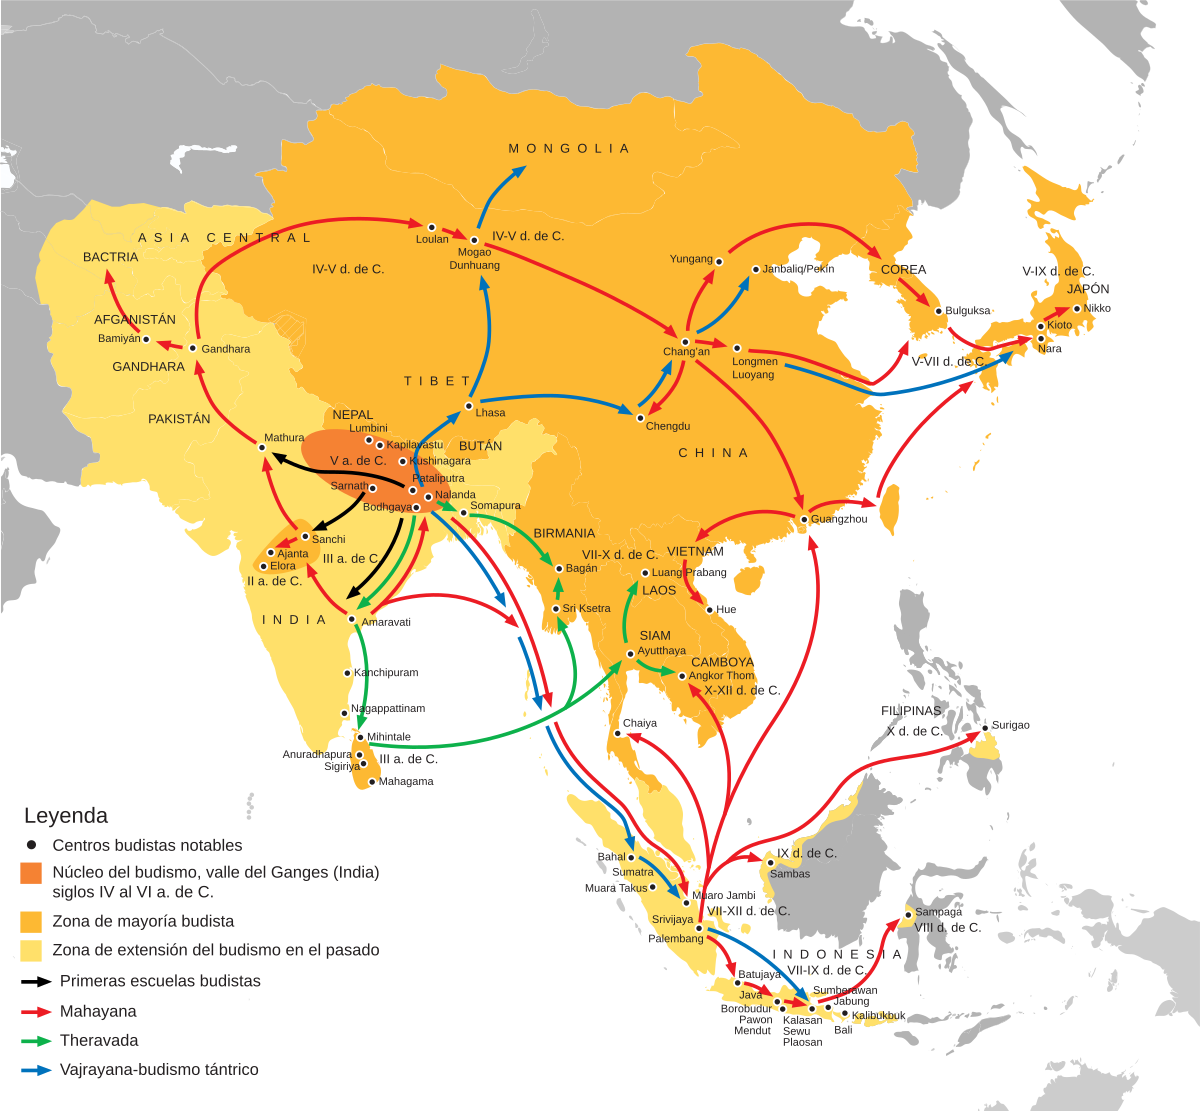 MONGOLIA
ASIA CENTRAL
Loulan
IV-V d. de C.
Mogao
Dunhuang
BACTRIA
IV-V d. de C.
Yungang
Janbaliq/Pekín
COREA
V-IX d. de C.
JAPÓN
Nikko
Bulguksa
Kioto
Nara
AFGANISTÁN
Bamiyán
Gandhara
GANDHARA
Chang'an
Longmen
Luoyang
V-VII d. de C.
TIBET
Lhasa
PAKISTÁN
NEPAL
Lumbini
Chengdu
Mathura
Kapilavastu
BUTÁN
CHINA
V a. de C.
Kushinagara
Sarnath
Pataliputra
Nalanda
Bodhgaya
Somapura
Guangzhou
Sanchi
BIRMANIA
Ajanta
Elora
III a. de C.
VII-X d. de C.
VIETNAM
Bagán
Luang Prabang
II a. de C.
LAOS
INDIA
Amaravati
Sri Ksetra
Hue
SIAM
Ayutthaya
CAMBOYA
Angkor Thom
X-XII d. de C.
Kanchipuram
Nagappattinam
Chaiya
FILIPINAS
X d. de C.
Surigao
Mihintale
Anuradhapura
III a. de C.
Sigiriya
Mahagama
Leyenda
Centros budistas notables
Núcleo del budismo, valle del Ganges (India)
siglos IV al VI a. de C.
Zona de mayoría budista
Zona de extensión del budismo en el pasado
Primeras escuelas budistas
Mahayana
Theravada
Vajrayana-budismo tántrico
Bahal
Sumatra
Muara Takus
Muaro Jambi
IX d. de C.
Sambas
VII-XII d. de C.
Srivijaya
Palembang
Sampaga
VIII d. de C.
INDONESIA
VII-IX d. de C.
Batujaya
Java
Sumberawan
Jabung
Borobudur
Pawon
Mendut
Kalasan
Sewu
Plaosan
Kalibukbuk
Bali